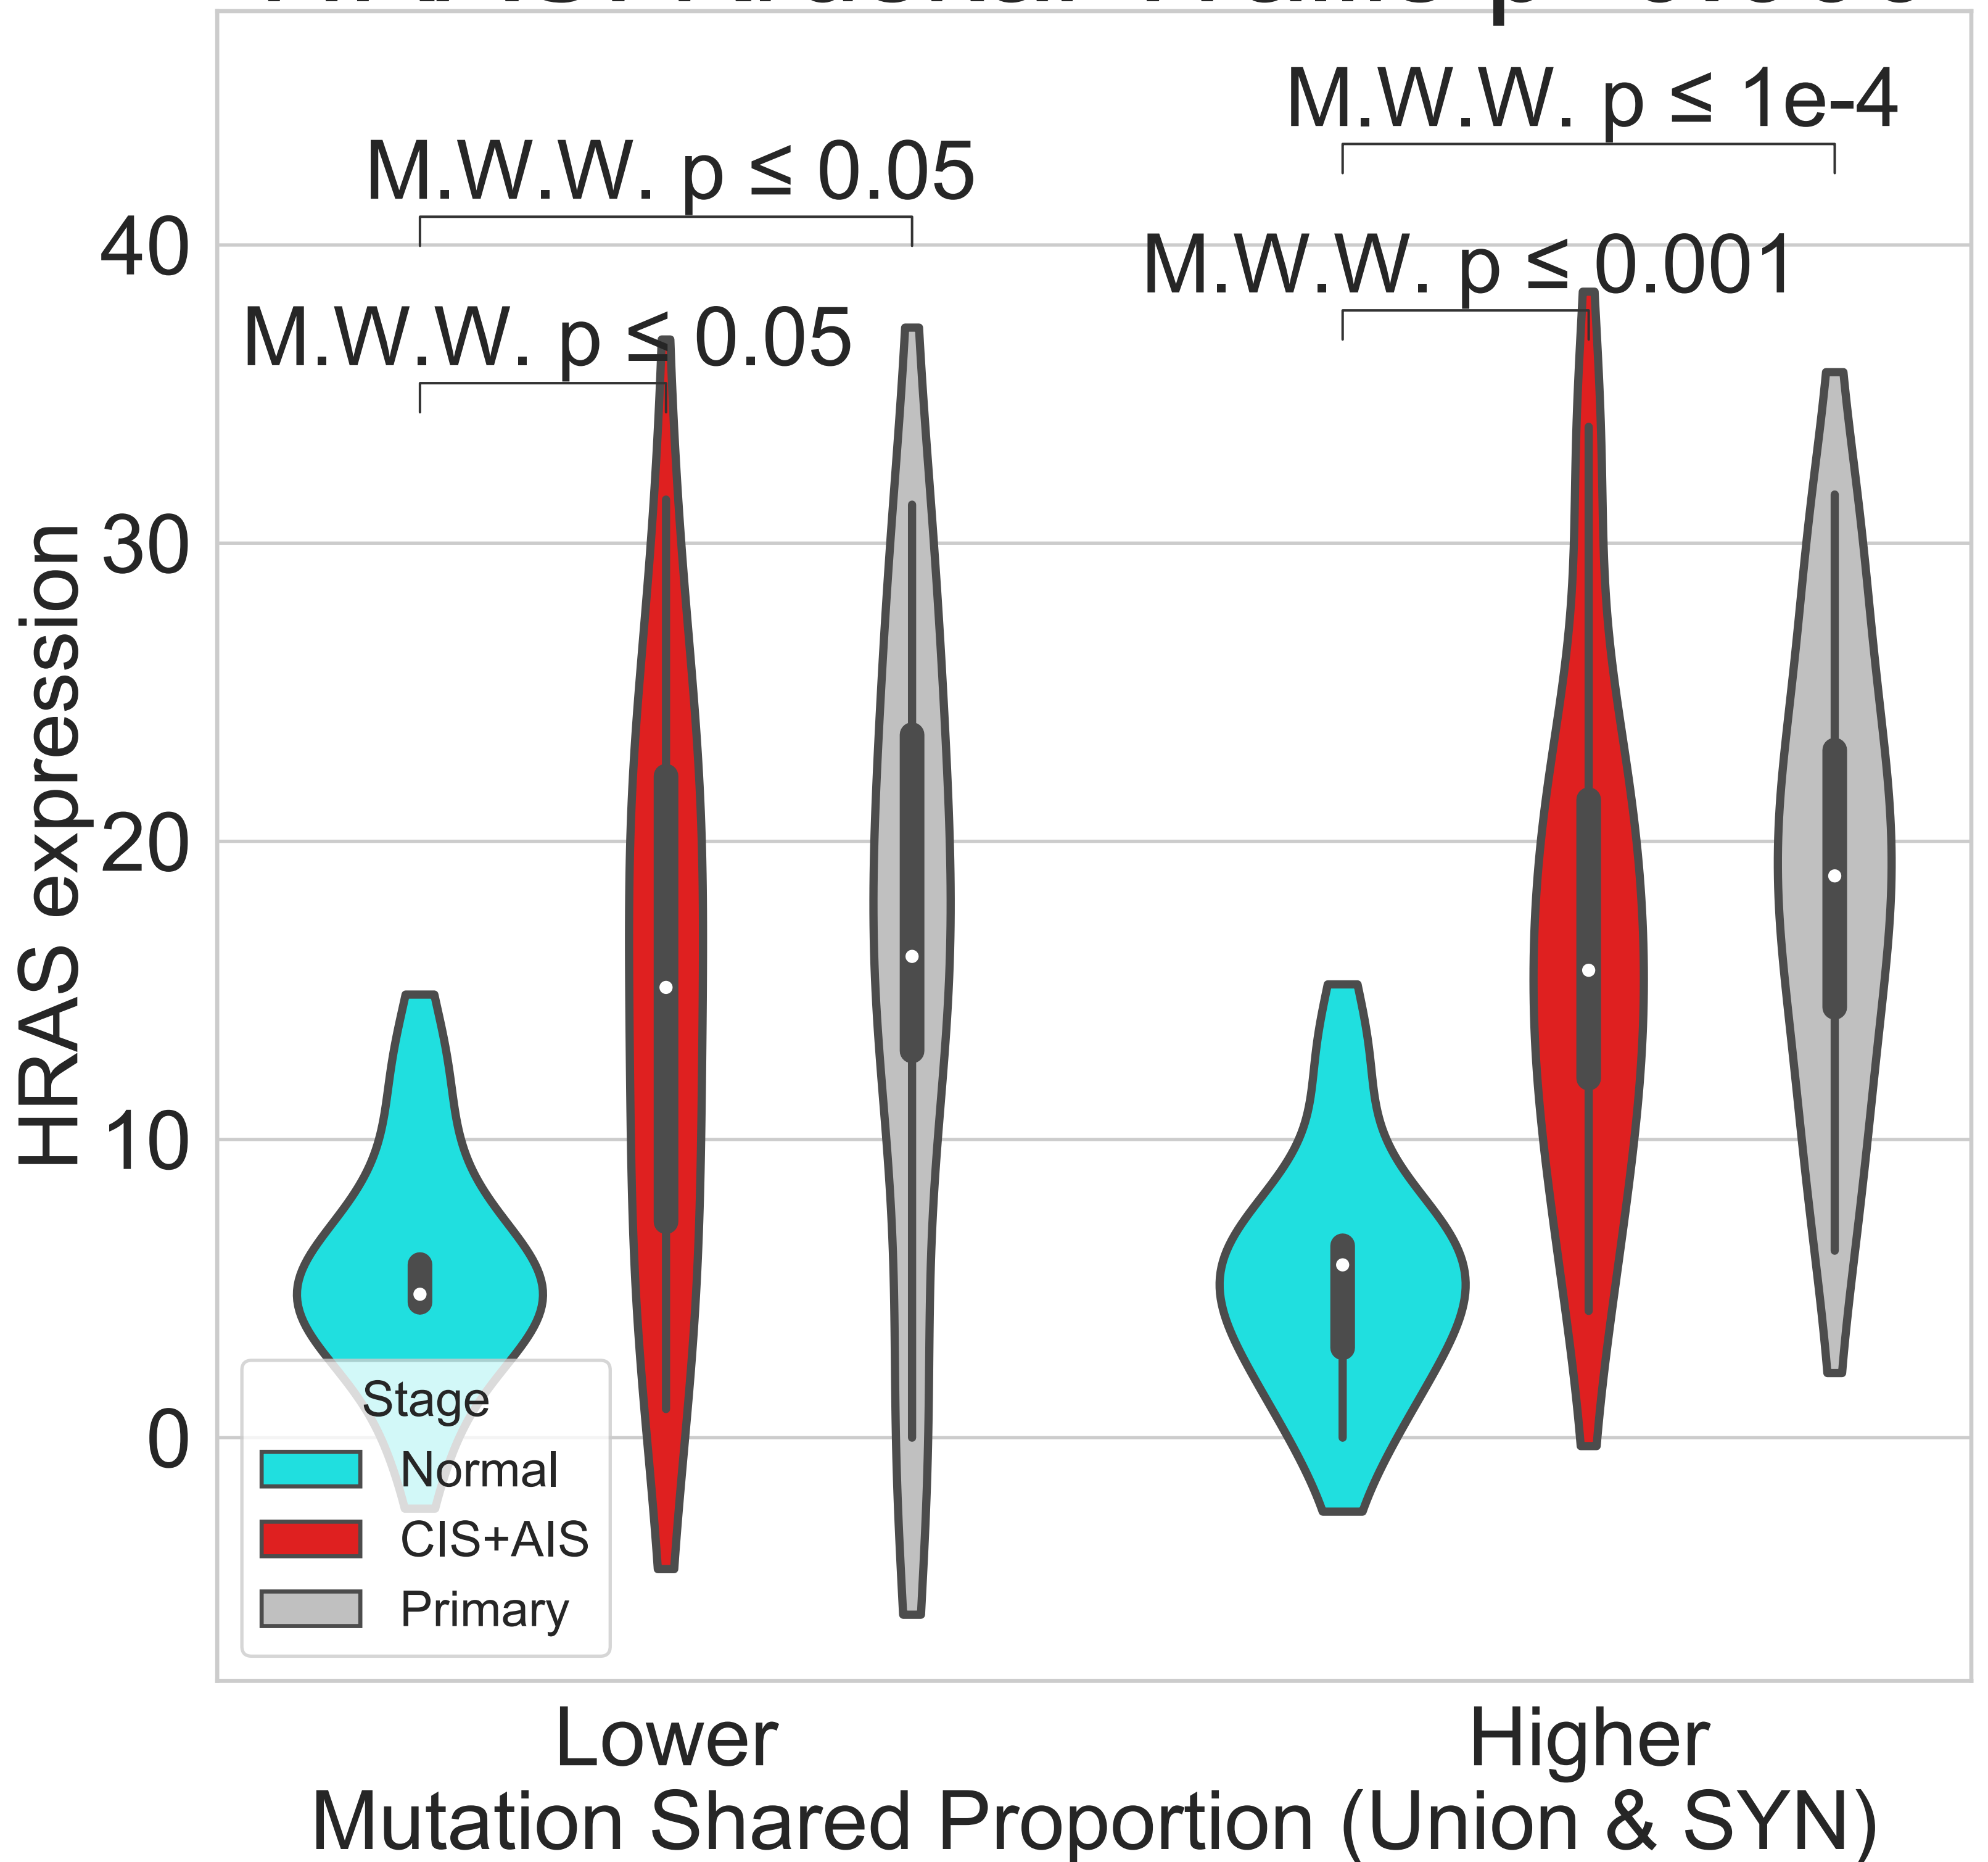 M.W.W. p ≤ 1e-4
M.W.W. p ≤ 0.05
M.W.W. p ≤ 0.001
M.W.W. p ≤ 0.05
HRAS expression
40
30
20
10
0
Stage
Normal
CIS+AIS
Primary
Lower
Higher
Mutation Shared Proportion (Union & SYN)